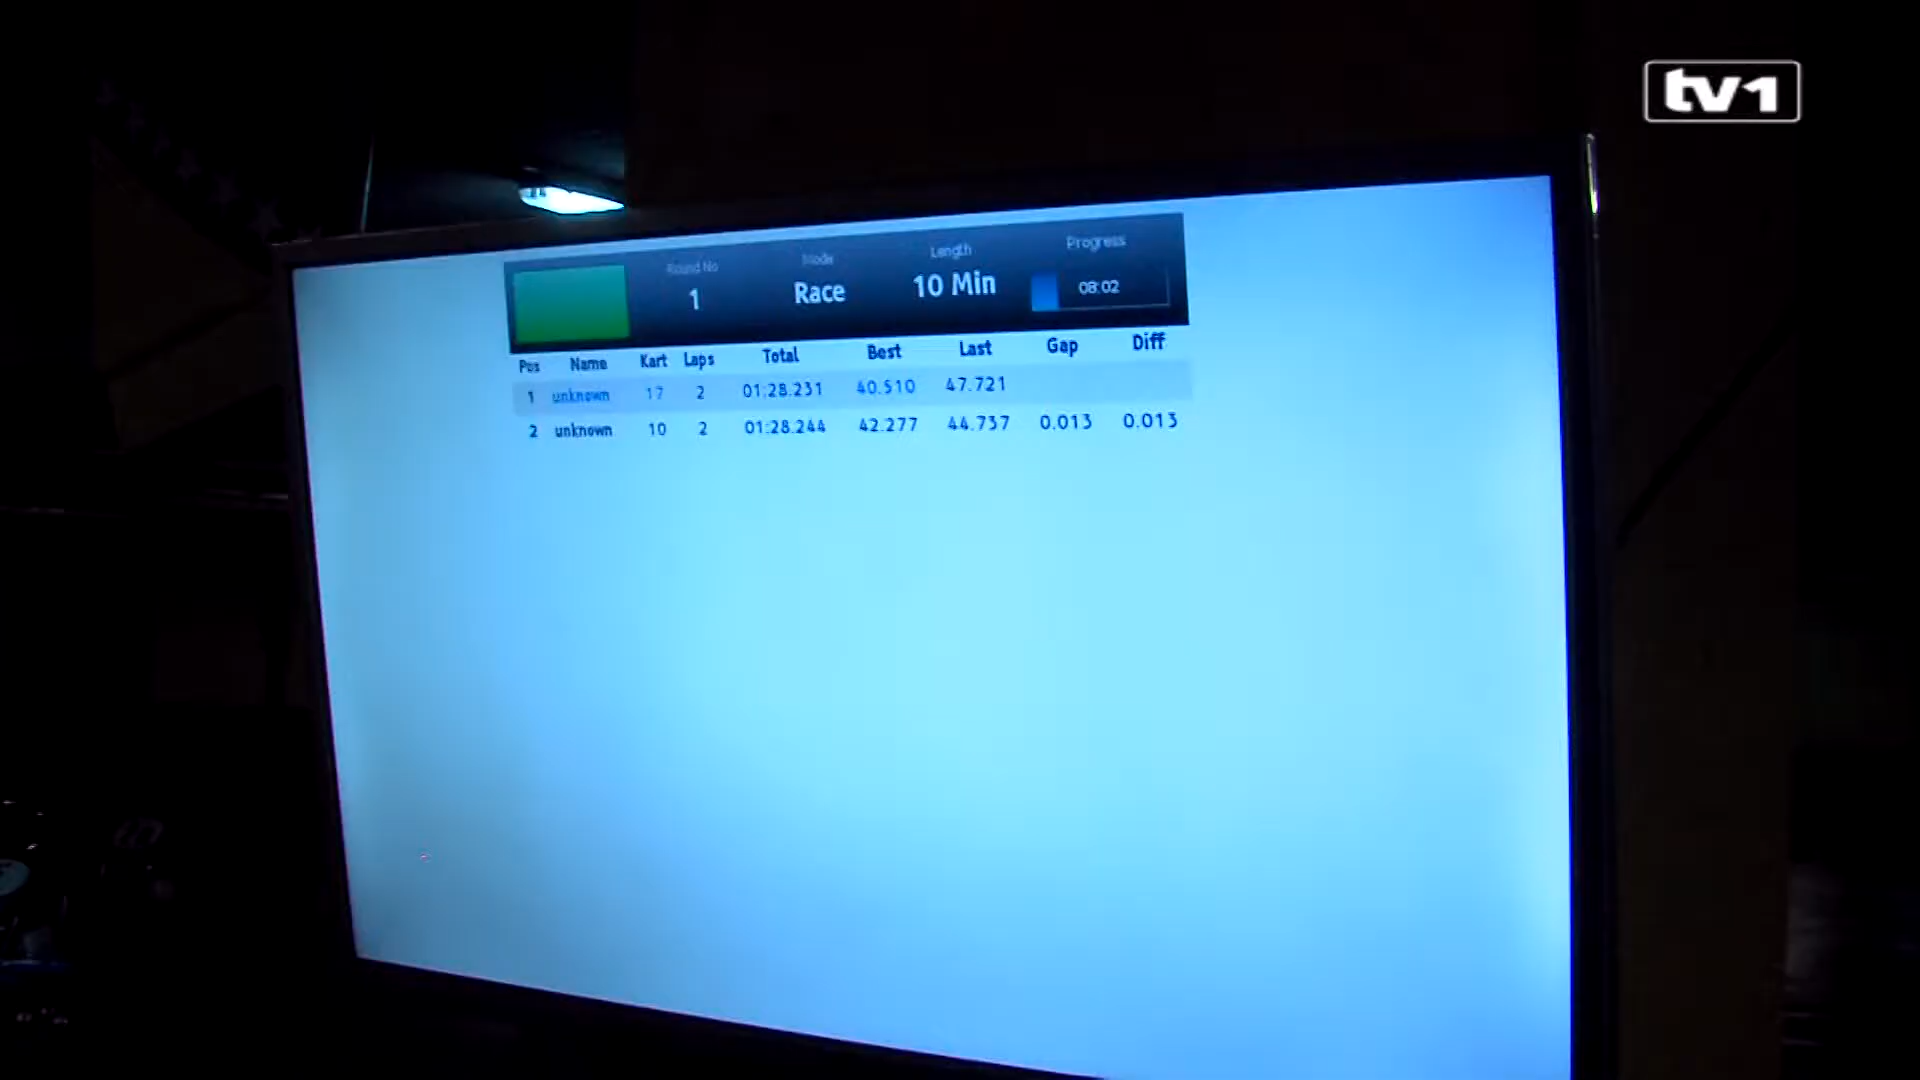 tv1
Round No Mode Length Progress
1 Race 10 Min 08:02
Pos Name Kart Laps Total Best Last Gap Diff
1 unknown 17 2 01:28.231 40.510 47.721
2 unknown 10 2 01:28.244 42.277 44.737 0.013 0.013